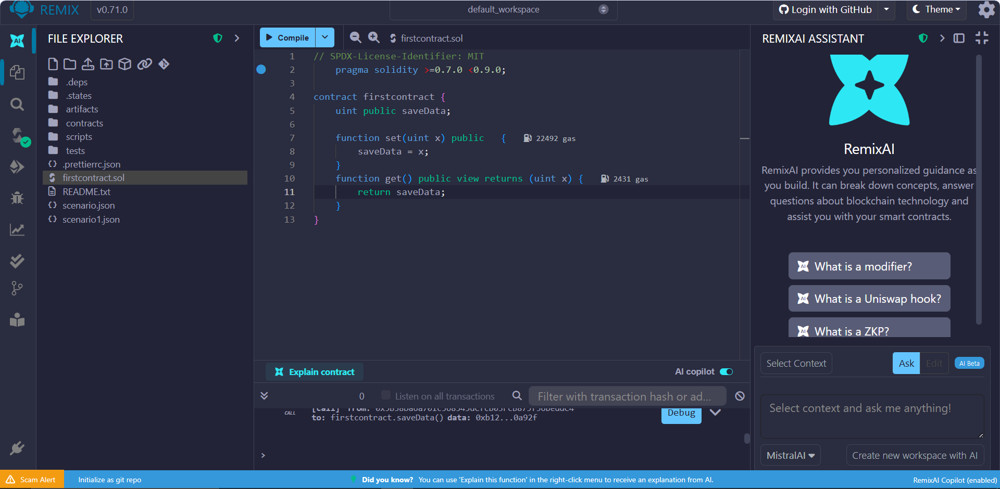 REMIX
v0.71.0
default_workspace
Login with GitHub
Theme
FILE EXPLORER
Compile
firstcontract.sol
REMIXAI ASSISTANT
.deps
.states
artifacts
contracts
scripts
tests
.prettierrc.json
firstcontract.sol
README.txt
scenario.json
scenario1.json
1 // SPDX-License-Identifier: MIT
2 pragma solidity >=0.7.0 <0.9.0;
3
4 contract firstcontract {
5 uint public saveData;
6
7 function set(uint x) public { 22492 gas
8 saveData = x;
9 }
10 function get() public view returns (uint x) { 2431 gas
11 return saveData;
12 }
13 }
Explain contract
AI copilot
0
Listen on all transactions
Filter with transaction hash or ad...
CALL
[call] from:
to: firstcontract.saveData() data: 0xb12...0a92f
Debug
>
AI
RemixAI
RemixAI provides you personalized guidance as
you build. It can break down concepts, answer
questions about blockchain technology and
assist you with your smart contracts.
AI What is a modifier?
AI What is a Uniswap hook?
AI What is a ZKP?
Select Context
Ask
Edit
AI Beta
Select context and ask me anything!
MistralAI
Create new workspace with AI
Scam Alert
Initialize as git repo
Did you know? You can use 'Explain this function' in the right-click menu to receive an explanation from AI.
RemixAI Copilot (enabled)